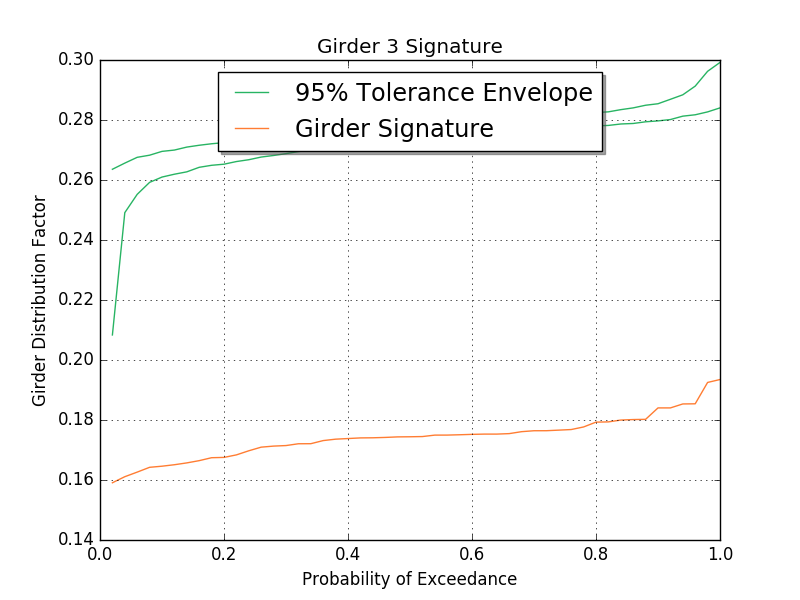 Girder 3 Signature
95% Tolerance Envelope
Girder Signature
Girder Distribution Factor
0.30
0.28
0.26
0.24
0.22
0.20
0.18
0.16
0.14
0.0 0.2 0.4 0.6 0.8 1.0
Probability of Exceedance